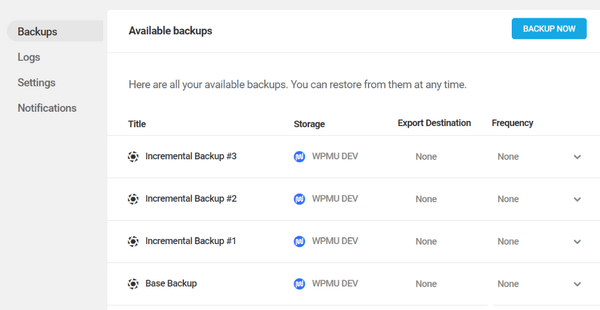 Backups
Logs
Settings
Notifications
Available backups
BACKUP NOW
Here are all your available backups. You can restore from them at any time.
Title Storage Export Destination Frequency
Incremental Backup #3 WPMU DEV None None
Incremental Backup #2 WPMU DEV None None
Incremental Backup #1 WPMU DEV None None
Base Backup WPMU DEV None None